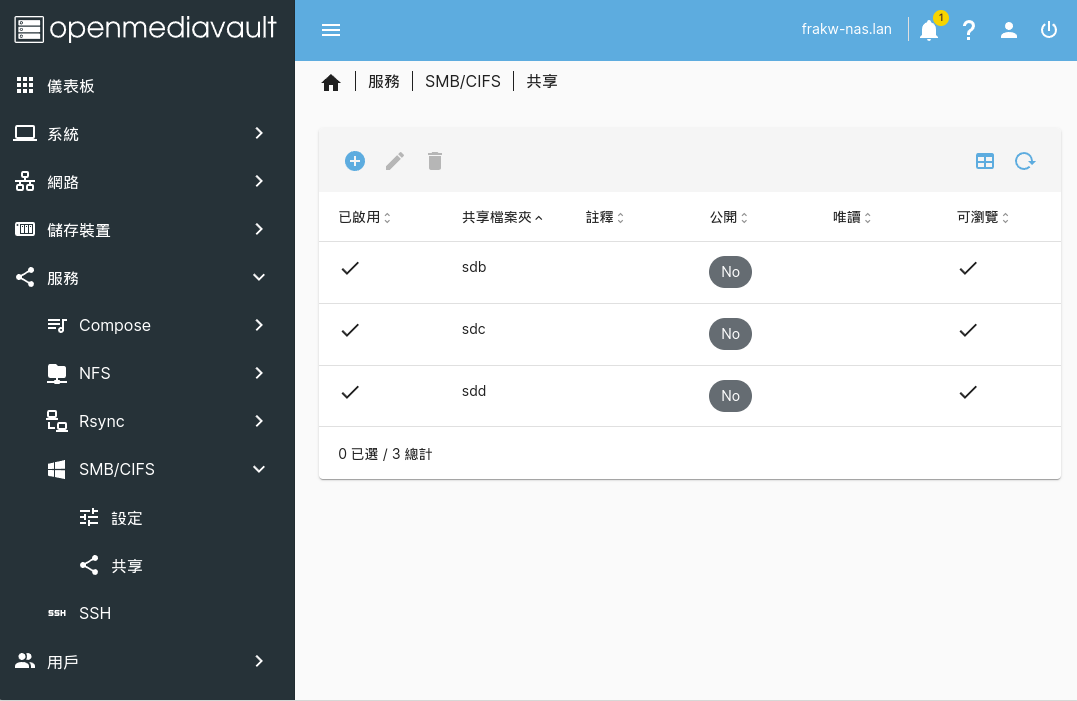 openmediavault
frakw-nas.lan
1
服務 SMB/CIFS 共享
儀表板
系統
網路
儲存裝置
服務
Compose
NFS
Rsync
SMB/CIFS
設定
共享
SSH SSH
用戶
已啟用 共享檔案夾 註釋 公開 唯讀 可瀏覽
sdb No
sdc No
sdd No
0 已選 / 3 總計